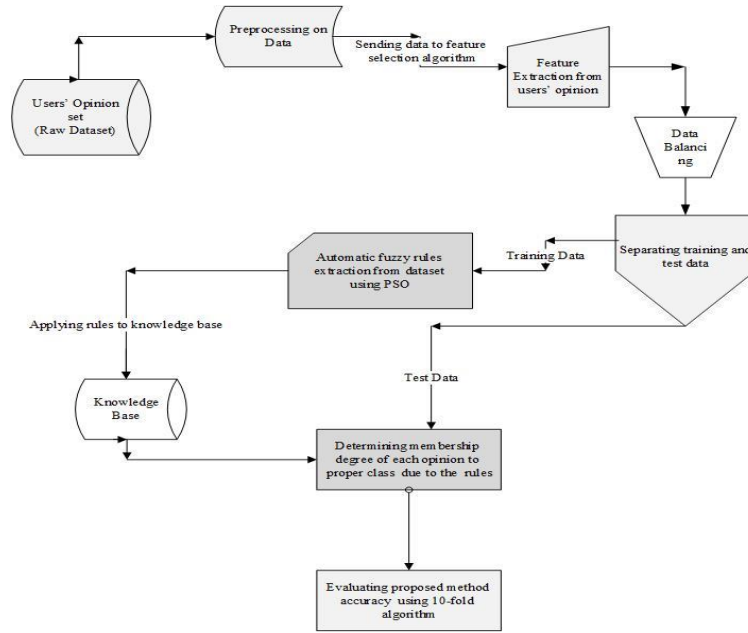 Preprocessing on
Data
Sending data to feature
selection algorithm
Feature
Extraction from
users' opinion
Users' Opinion
set
(Raw Dataset)
Data
Balanci
ng
Separating training and
test data
Training Data
Automatic fuzzy rules
extraction from dataset
using PSO
Applying rules to knowledge base
Test Data
Knowledge
Base
Determining membership
degree of each opinion to
proper class due to the rules
Evaluating proposed method
accuracy using 10-fold
algorithm